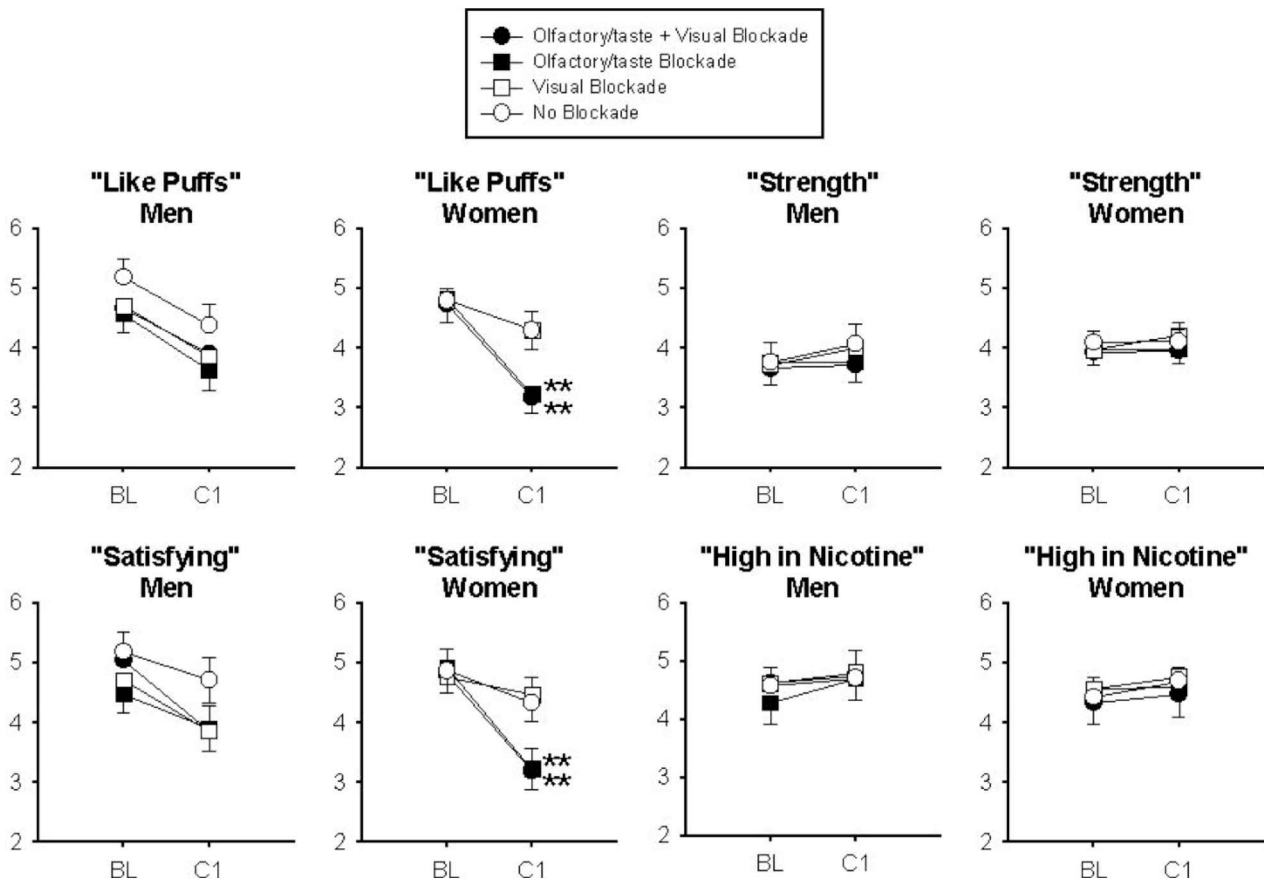 Olfactory/taste + Visual Blockade
Olfactory/taste Blockade
Visual Blockade
No Blockade
"Like Puffs"
Men
6
5
4
3
2
BL C1
"Like Puffs"
Women
6
5
4
3
2
**
**
BL C1
"Strength"
Men
6
5
4
3
2
BL C1
"Strength"
Women
6
5
4
3
2
BL C1
"Satisfying"
Men
6
5
4
3
2
BL C1
"Satisfying"
Women
6
5
4
3
2
**
**
BL C1
"High in Nicotine"
Men
6
5
4
3
2
BL C1
"High in Nicotine"
Women
6
5
4
3
2
BL C1